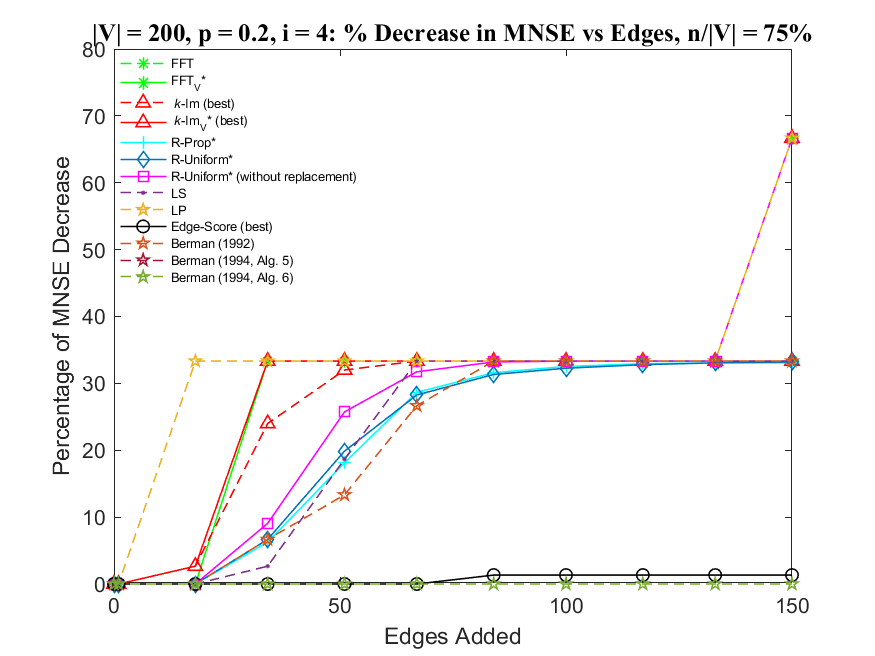 |V| = 200, p = 0.2, i = 4: % Decrease in MNSE vs Edges, n/|V| = 75%
80
70
60
50
40
30
20
10
0
Percentage of MNSE Decrease
FFT
FFT_V*
k-lm (best)
k-lm_V* (best)
R-Prop*
R-Uniform*
R-Uniform* (without replacement)
LS
LP
Edge-Score (best)
Berman (1992)
Berman (1994, Alg. 5)
Berman (1994, Alg. 6)
0
50
100
150
Edges Added